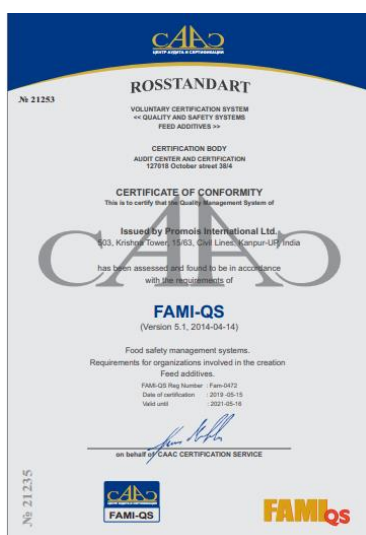 CAAC
ЦЕНТР АУДИТА И СЕРТИФИКАЦИИ
ROSSTANDART
№ 21253
VOLUNTARY CERTIFICATION SYSTEM
<< QUALITY AND SAFETY SYSTEMS
FEED ADDITIVES >>
CERTIFICATION BODY
AUDIT CENTER AND CERTIFICATION
127018 October street 38/4
CERTIFICATE OF CONFORMITY
This is to certify that the Quality Management System of
Issued by Promois International Ltd.
503, Krishna Tower, 15/63, Civil Lines, Kanpur-UP, India
has been assessed and found to be in accordance
with the requirements of
CAAC
FAMI-QS
(Version 5.1, 2014-04-14)
Food safety management systems.
Requirements for organizations involved in the creation
Feed additives.
FAMI-QS Reg Number : Fam-0472
Date of certification : 2019 -05-15
Valid until : 2021-05-16
on behalf of CAAC CERTIFICATION SERVICE
№ 21235
CAAC
FAMI-QS
FAMI QS